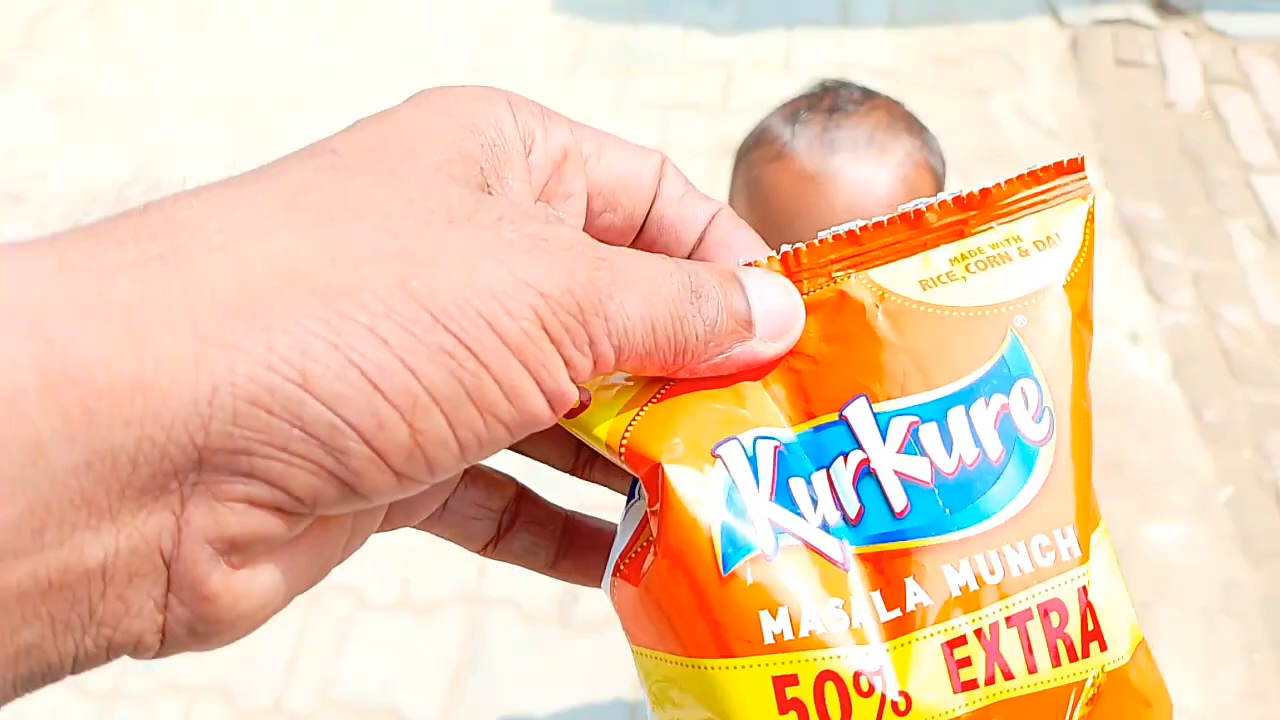 MADE WITH
RICE, CORN & DAL
Kurkure®
MASALA MUNCH
50% EXTRA